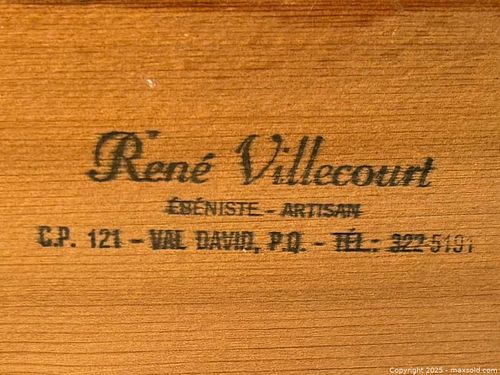 René Villecourt
ÉBÉNISTE - ARTISAN
C.P. 121 - VAL DAVID, P.Q. - TÉL.: 322-5191
Copyright 2025 - maxsold.com